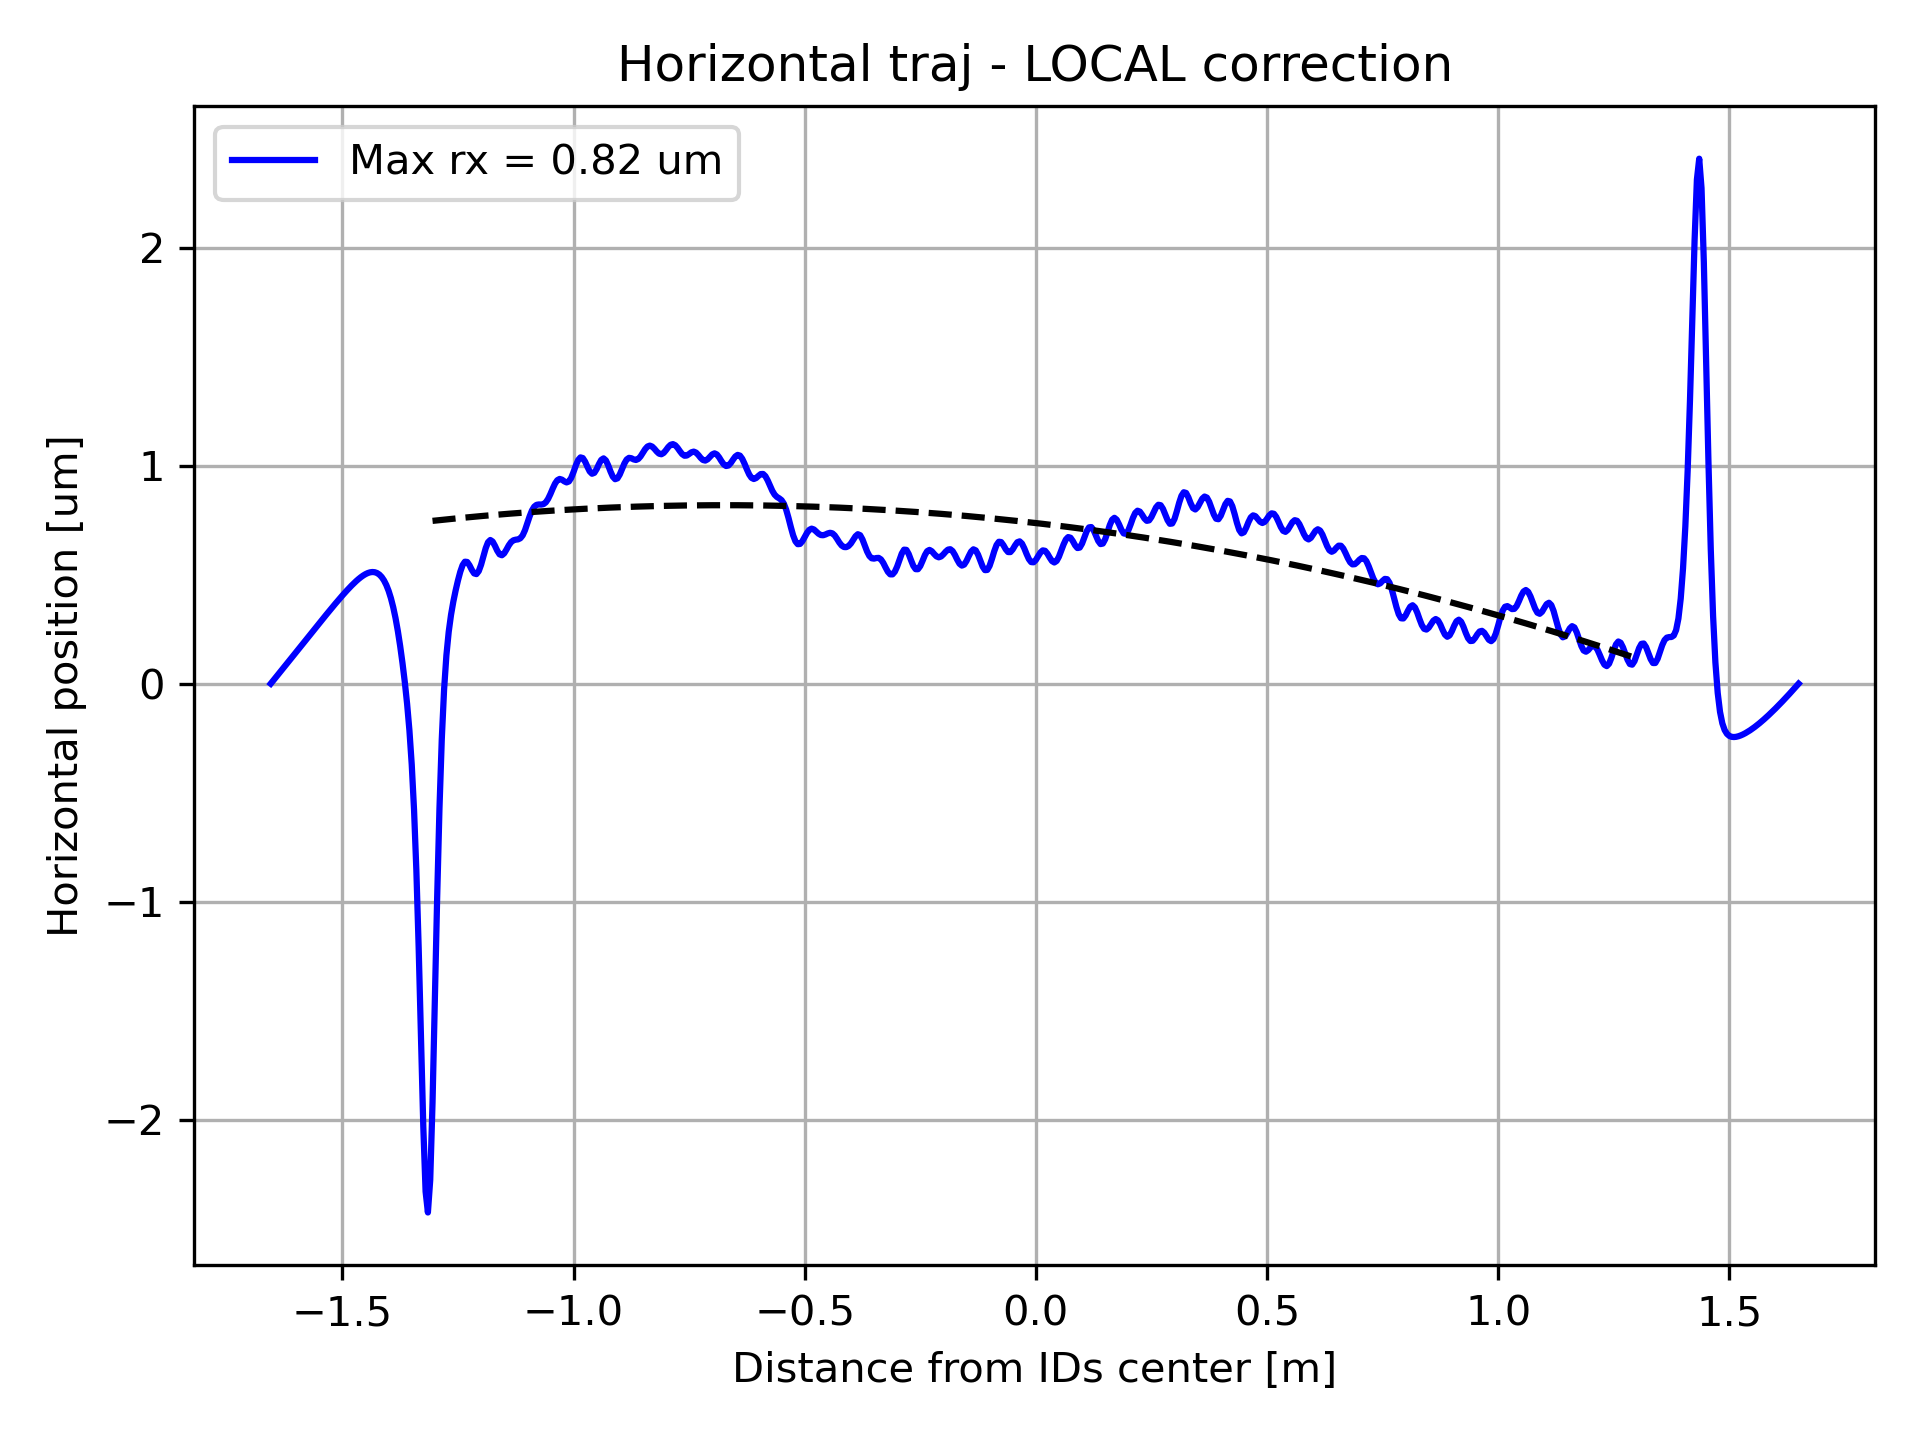 Horizontal traj - LOCAL correction
Max rx = 0.82 um
Horizontal position [um]
2
1
0
−1
−2
−1.5 −1.0 −0.5 0.0 0.5 1.0 1.5
Distance from IDs center [m]